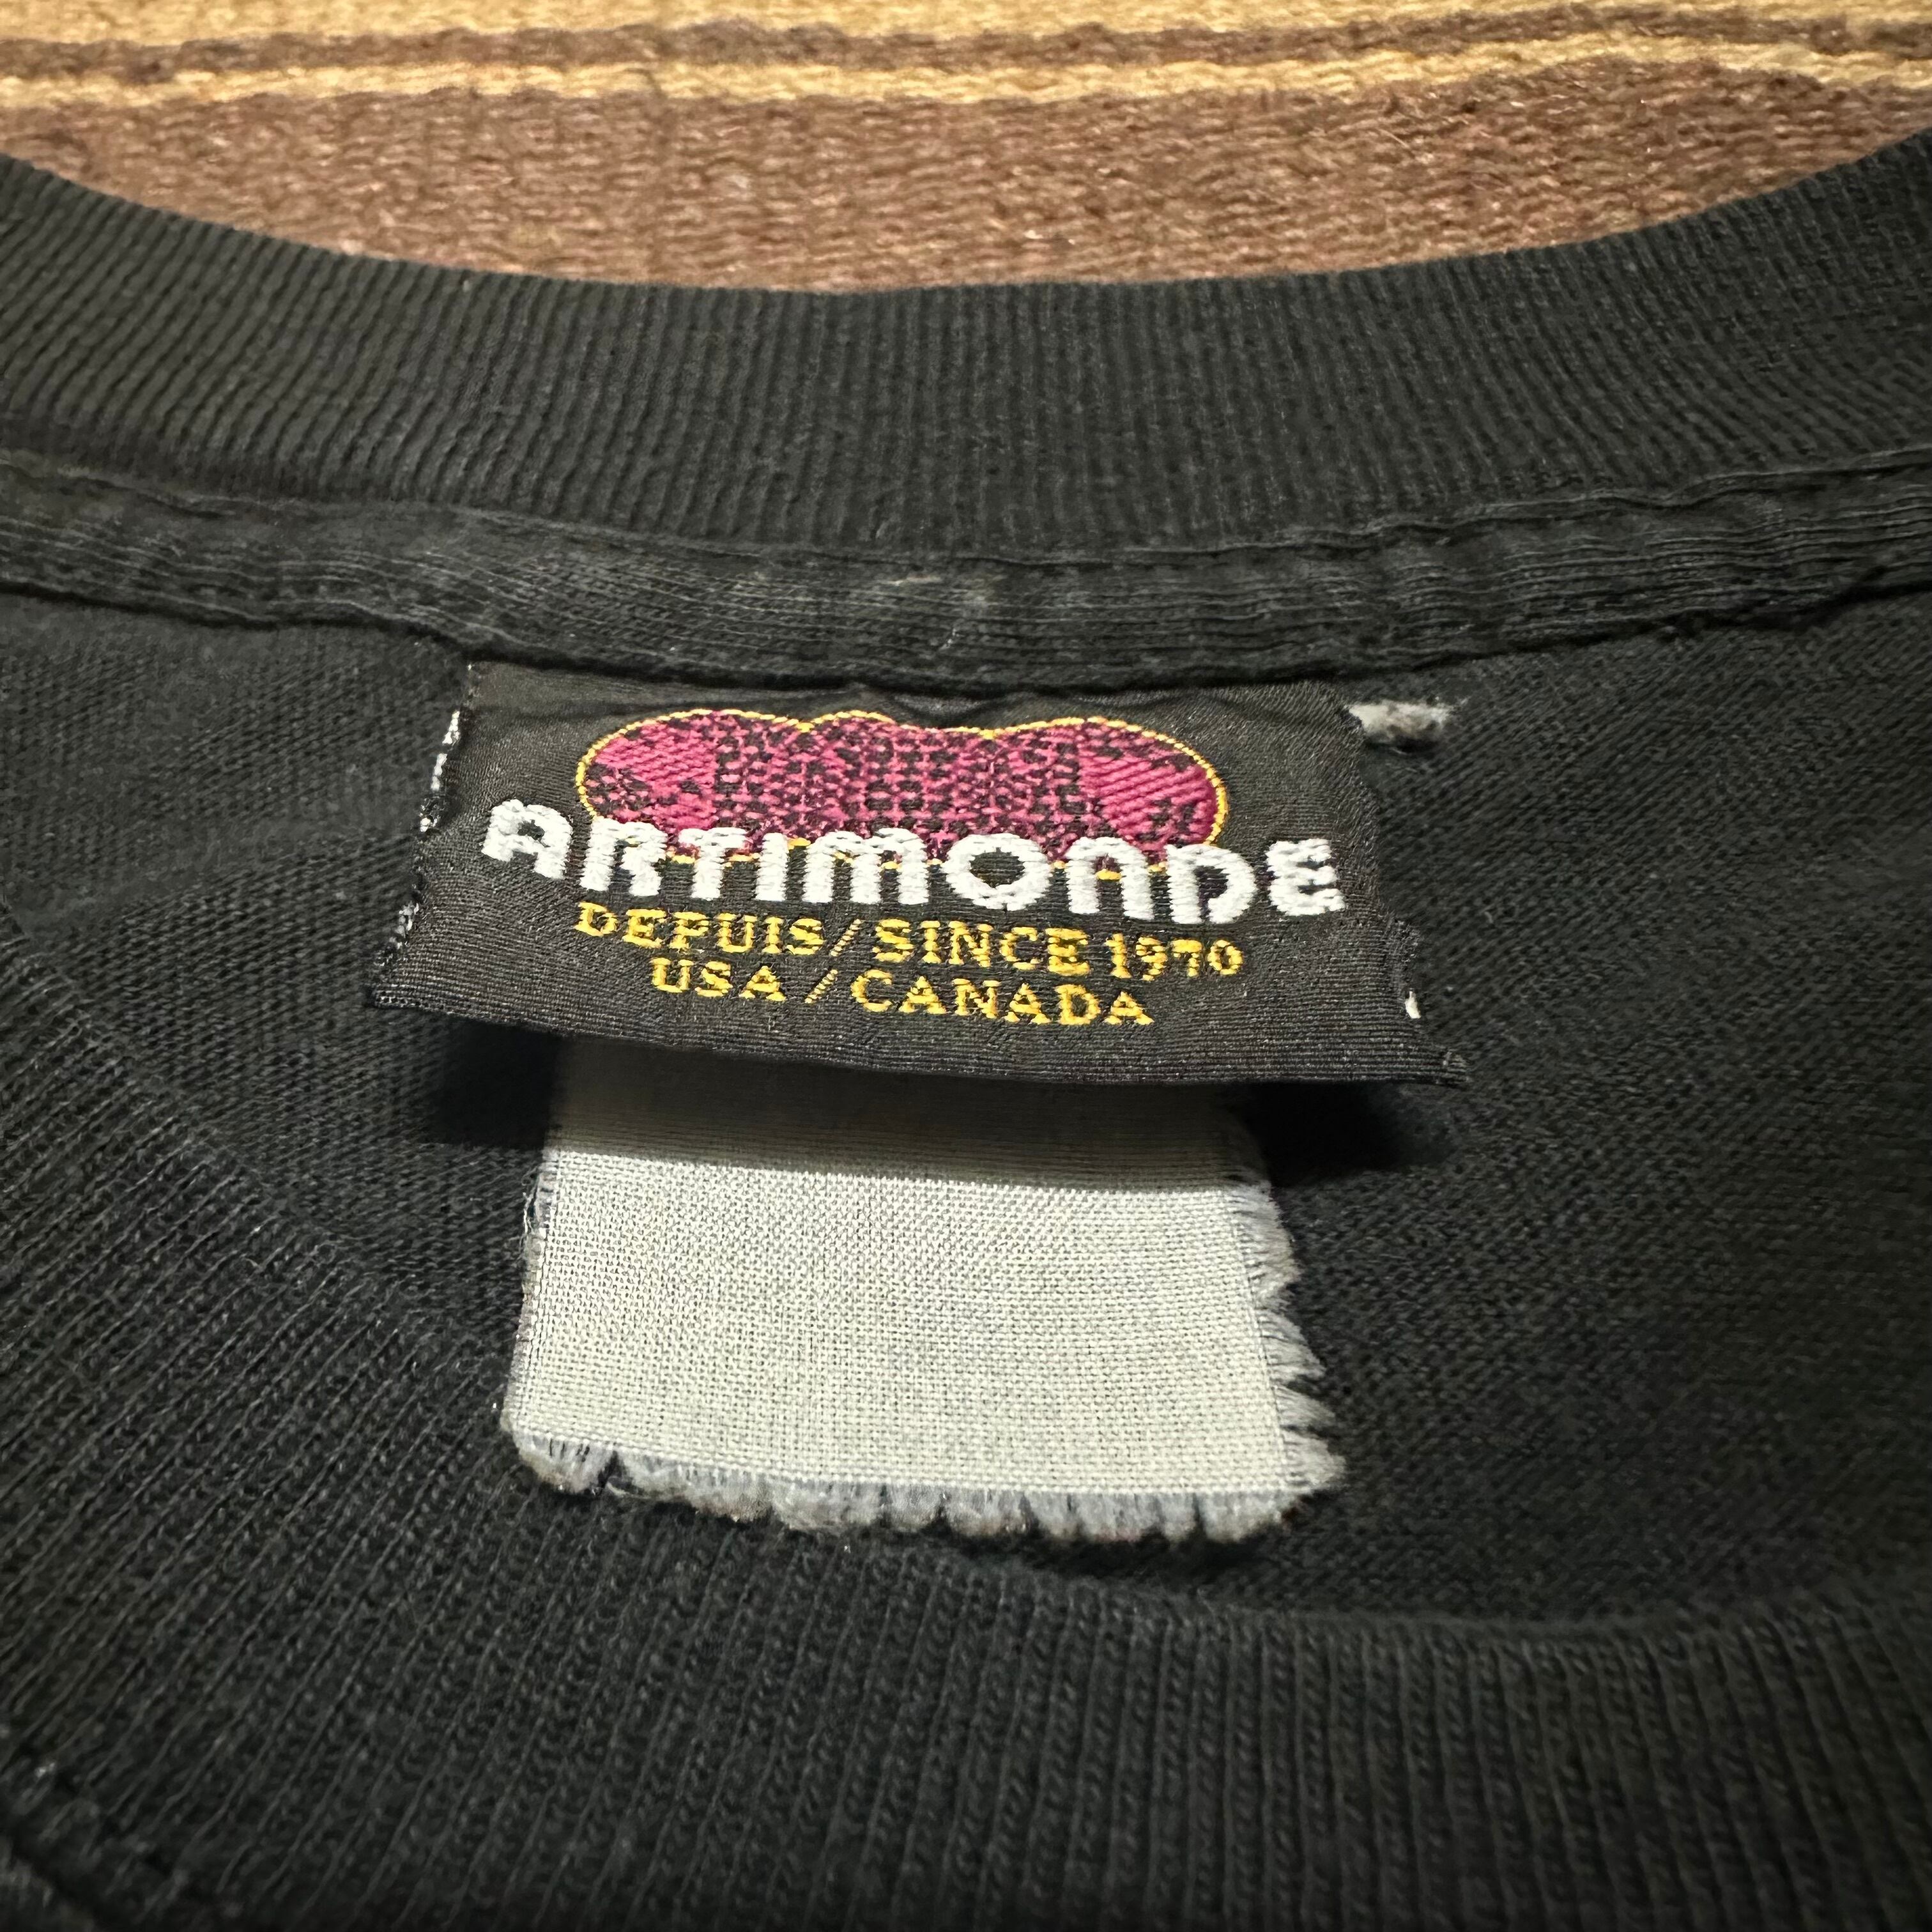 ARTIMONDE
DEPUIS / SINCE 1970
USA / CANADA